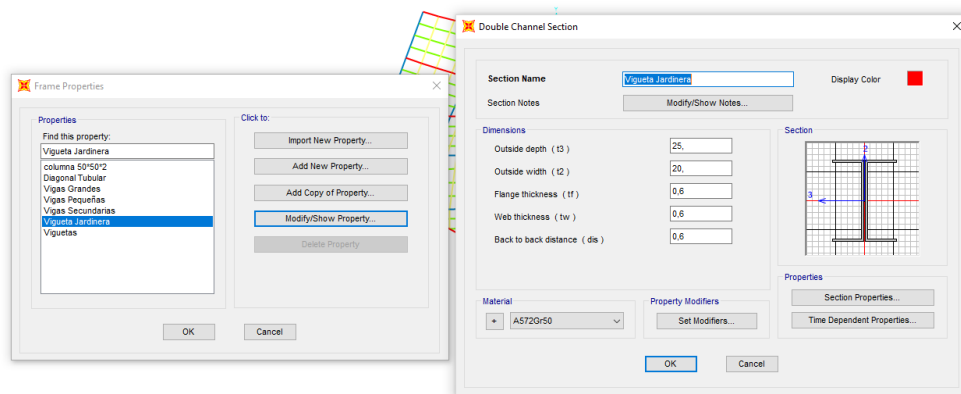 Frame Properties
Properties
Find this property:
Vigueta Jardinera
columna 50*50*2
Diagonal Tubular
Vigas Grandes
Vigas Pequeñas
Vigas Secundarias
Vigueta Jardinera
Viguetas
Click to:
Import New Property...
Add New Property...
Add Copy of Property...
Modify/Show Property...
Delete Property
OK
Cancel
Double Channel Section
Section Name
Vigueta Jardinera
Display Color
Section Notes
Modify/Show Notes...
Dimensions
Outside depth ( t3 )
25,
Outside width ( t2 )
20,
Flange thickness ( tf )
0,6
Web thickness ( tw )
0,6
Back to back distance ( dis )
0,6
Section
2
3
Material
+
A572Gr50
Property Modifiers
Set Modifiers...
Properties
Section Properties...
Time Dependent Properties...
OK
Cancel